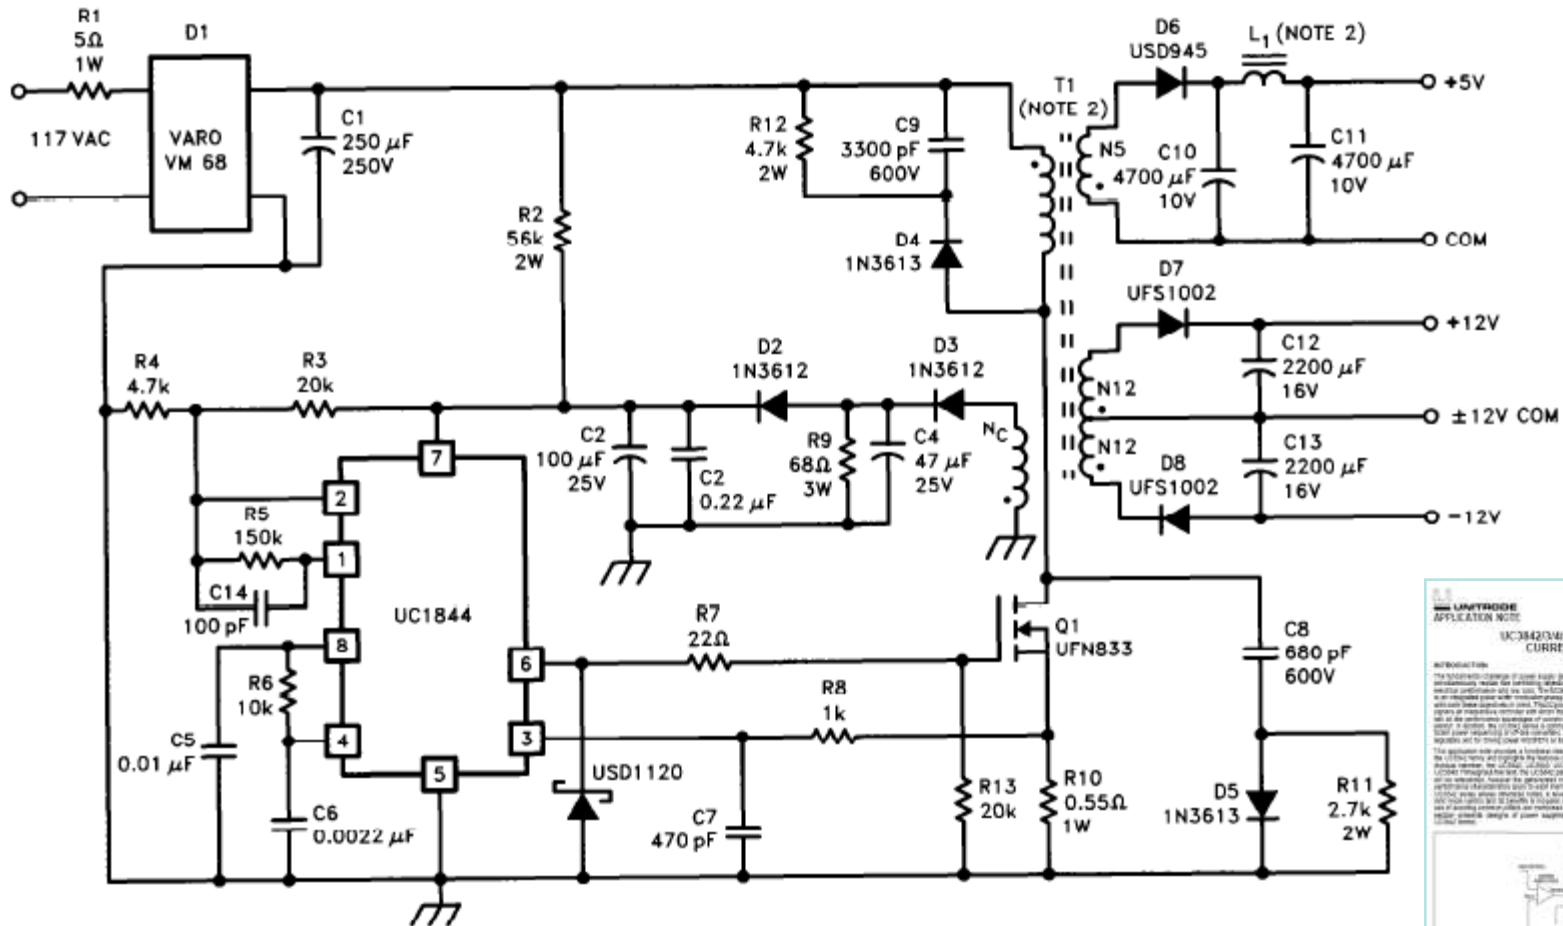 R1
5Ω
1W
D1
117 VAC
VARO
VM 68
C1
250 μF
250V
R2
56k
2W
R12
4.7k
2W
C9
3300 pF
600V
D4
1N3613
T1
(NOTE 2)
D6
USD945
L1 (NOTE 2)
+5V
N5
C10
4700 μF
10V
C11
4700 μF
10V
COM
D7
UFS1002
+12V
C12
2200 μF
16V
N12
±12V COM
N12
C13
2200 μF
16V
D8
UFS1002
-12V
R4
4.7k
R3
20k
D2
1N3612
D3
1N3612
C2
100 μF
25V
C2
0.22 μF
R9
68Ω
3W
C4
47 μF
25V
NC
7
2
R5
150k
1
C14
100 pF
UC1844
8
R6
10k
4
C5
0.01 μF
C6
0.0022 μF
5
6
3
R7
22Ω
R8
1k
USD1120
C7
470 pF
Q1
UFN833
R13
20k
R10
0.55Ω
1W
C8
680 pF
600V
D5
1N3613
R11
2.7k
2W
UNITRODE
APPLICATION NOTE
UC3842/3/4
CURRE
INTRODUCTION